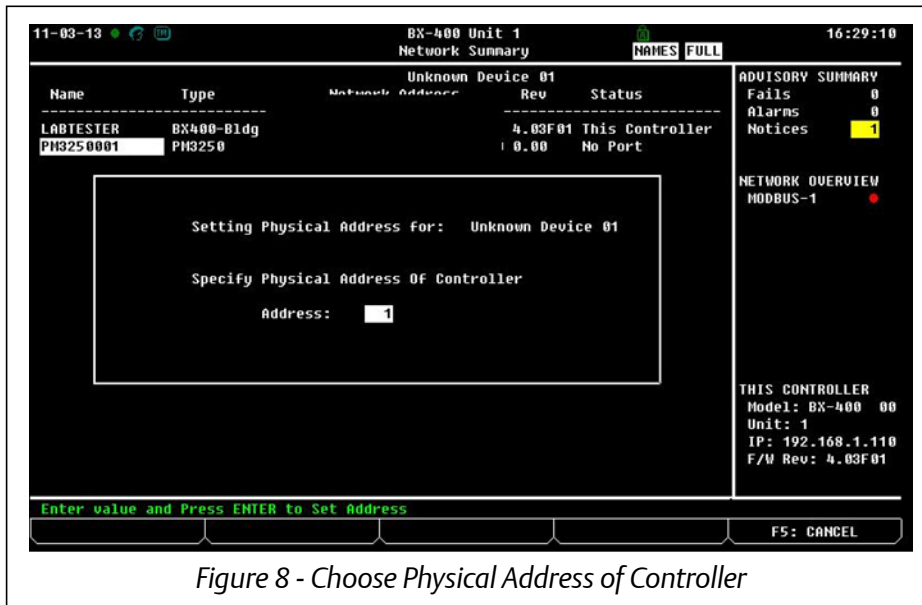 11-03-13 BX-400 Unit 1 16:29:10
Network Summary NAMES FULL
Unknown Device 01
Name Type Network Address Rev Status
LABTESTER BX400-Bldg 4.03F01 This Controller
PM3250001 PM3250 0.00 No Port
Setting Physical Address for: Unknown Device 01
Specify Physical Address Of Controller
Address: 1
ADVISORY SUMMARY
Fails 0
Alarms 0
Notices 1
NETWORK OVERVIEW
MODBUS-1
THIS CONTROLLER
Model: BX-400 00
Unit: 1
IP: 192.168.1.110
F/W Rev: 4.03F01
Enter value and Press ENTER to Set Address
F5: CANCEL
Figure 8 - Choose Physical Address of Controller